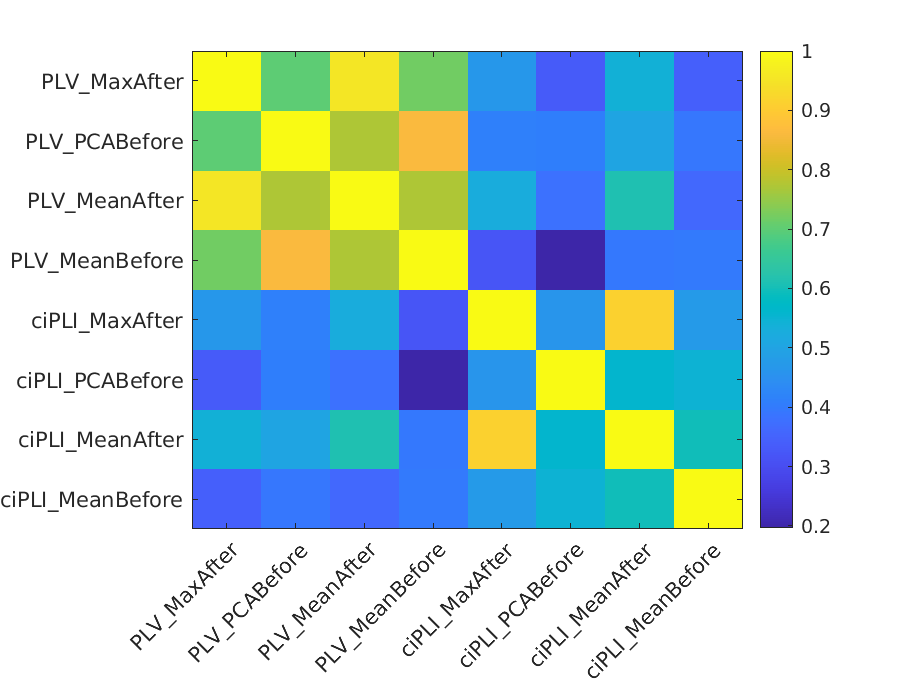 PLV_MaxAfter
PLV_PCABefore
PLV_MeanAfter
PLV_MeanBefore
ciPLI_MaxAfter
ciPLI_PCABefore
ciPLI_MeanAfter
ciPLI_MeanBefore
PLV_MaxAfter
PLV_PCABefore
PLV_MeanAfter
PLV_MeanBefore
ciPLI_MaxAfter
ciPLI_PCABefore
ciPLI_MeanAfter
ciPLI_MeanBefore
1
0.9
0.8
0.7
0.6
0.5
0.4
0.3
0.2